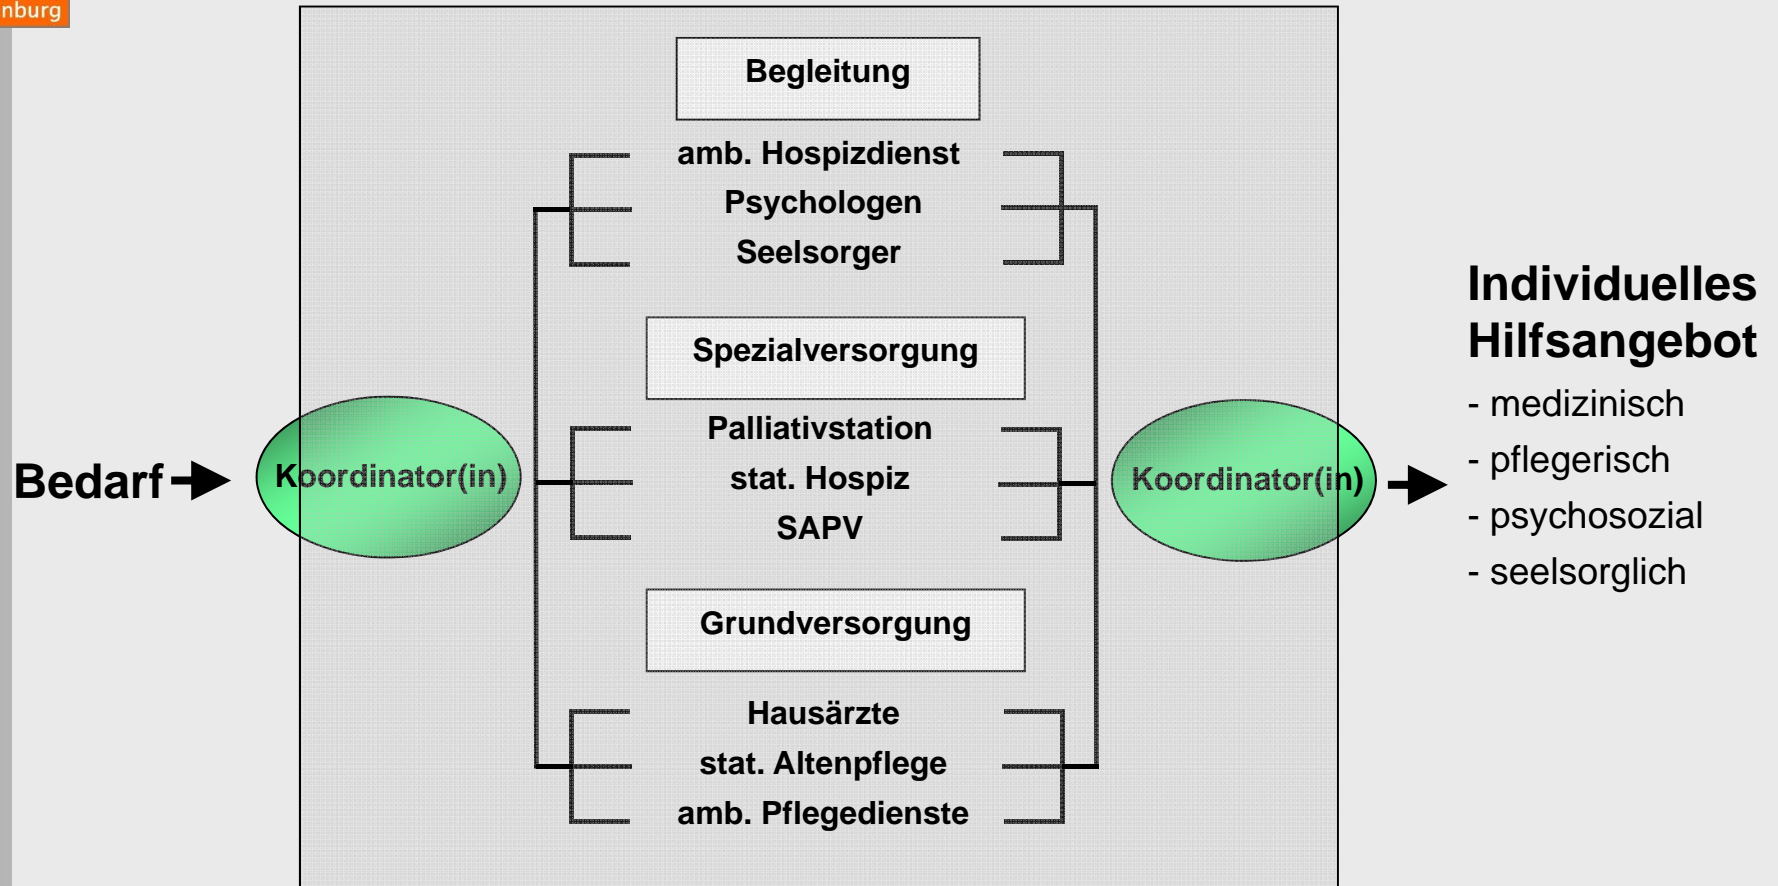 nburg
Begleitung
amb. Hospizdienst
Psychologen
Seelsorger
Spezialversorgung
Palliativstation
stat. Hospiz
SAPV
Grundversorgung
Hausärzte
stat. Altenpflege
amb. Pflegedienste
Bedarf
Koordinator(in)
Koordinator(in)
Individuelles
Hilfsangebot
- medizinisch
- pflegerisch
- psychosozial
- seelsorglich